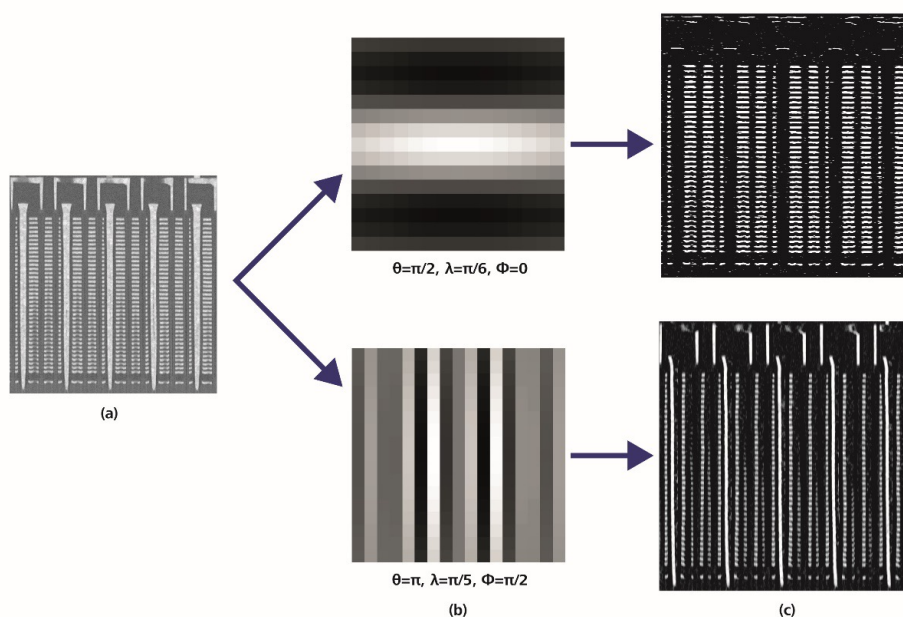 θ=π/2, λ=π/6, Φ=0
(a)
θ=π, λ=π/5, Φ=π/2
(b)
(c)